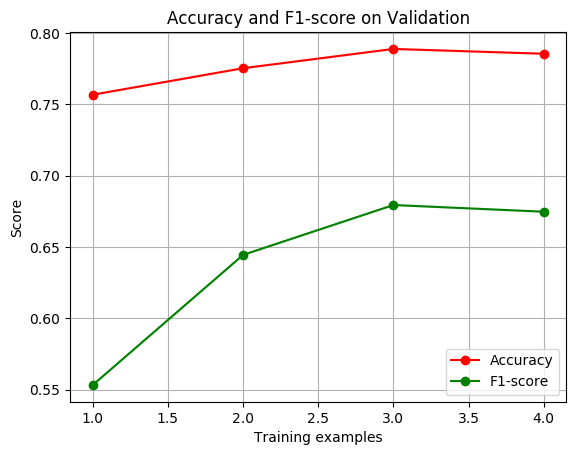 Accuracy and F1-score on Validation
0.80
0.75
0.70
0.65
0.60
0.55
Score
1.0 1.5 2.0 2.5 3.0 3.5 4.0
Training examples
Accuracy
F1-score